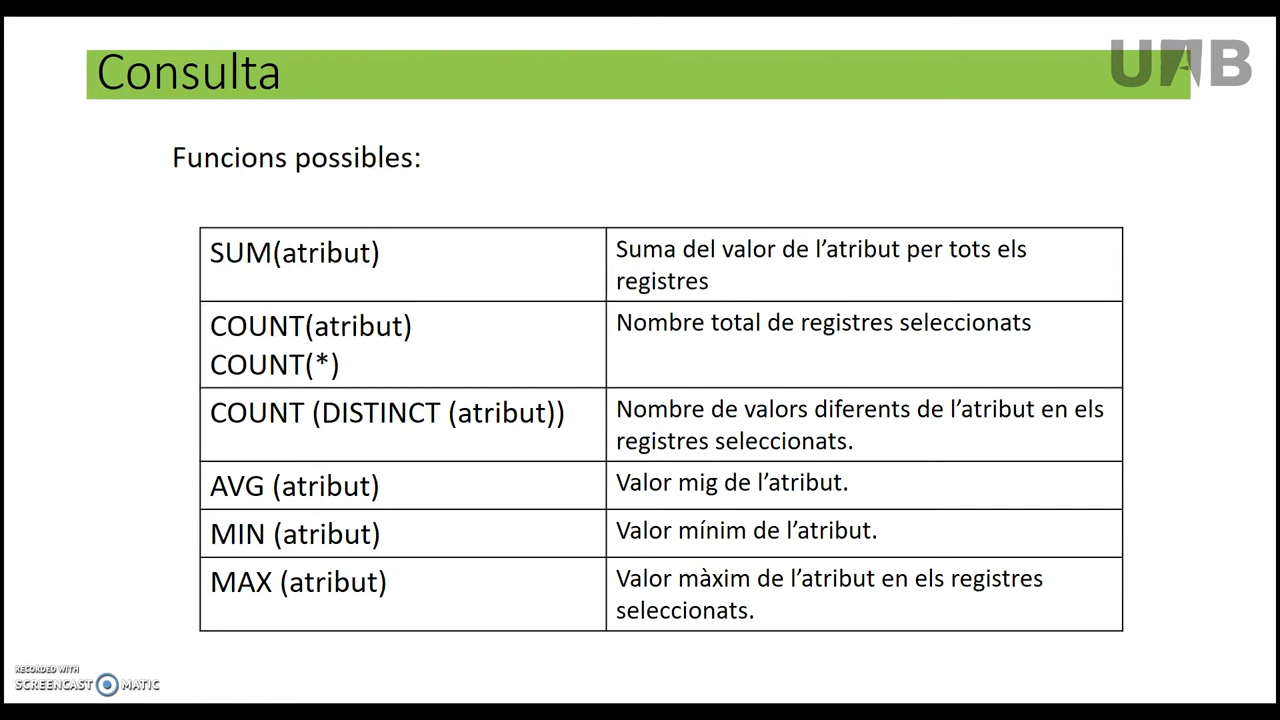 Consulta
UAB
Funcions possibles:
SUM(atribut)
Suma del valor de l’atribut per tots els
registres
COUNT(atribut)
COUNT(*)
Nombre total de registres seleccionats
COUNT (DISTINCT (atribut))
Nombre de valors diferents de l’atribut en els
registres seleccionats.
AVG (atribut)
Valor mig de l’atribut.
MIN (atribut)
Valor mínim de l’atribut.
MAX (atribut)
Valor màxim de l’atribut en els registres
seleccionats.
RECORDED WITH
SCREENCAST MATIC